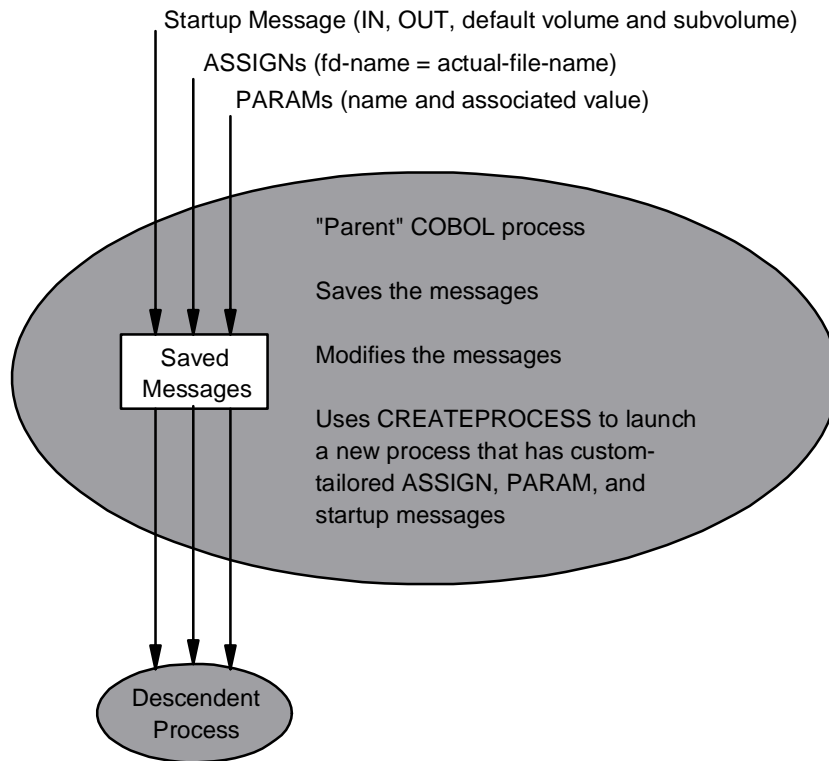 Startup Message (IN, OUT, default volume and subvolume)
ASSIGNs (fd-name = actual-file-name)
PARAMs (name and associated value)
"Parent" COBOL process
Saves the messages
Saved
Messages
Modifies the messages
Uses CREATEPROCESS to launch
a new process that has custom-
tailored ASSIGN, PARAM, and
startup messages
Descendent
Process